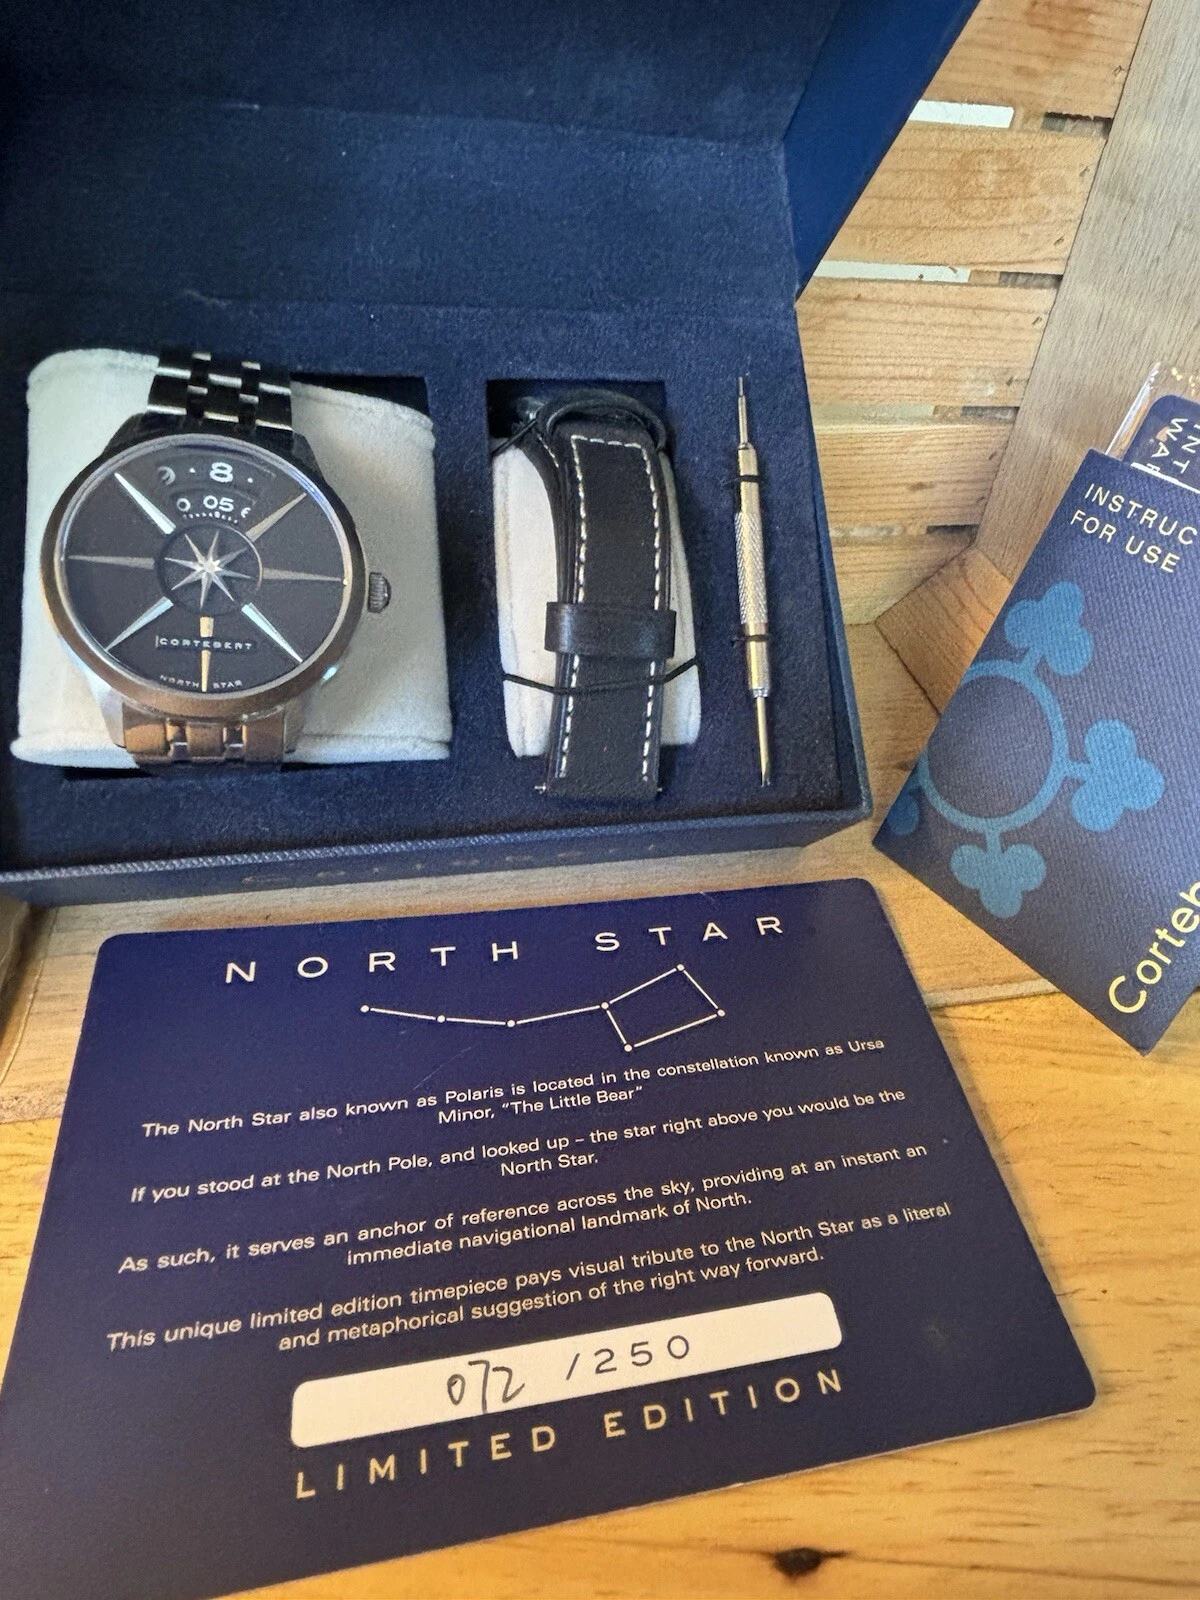 8
05
CORTEBERT
NORTH STAR
INSTRUC
FOR USE
Corteb
NORTH STAR
The North Star also known as Polaris is located in the constellation known as Ursa
Minor, “The Little Bear”
If you stood at the North Pole, and looked up – the star right above you would be the
North Star.
As such, it serves an anchor of reference across the sky, providing at an instant an
immediate navigational landmark of North.
This unique limited edition timepiece pays visual tribute to the North Star as a literal
and metaphorical suggestion of the right way forward.
072 /250
LIMITED EDITION